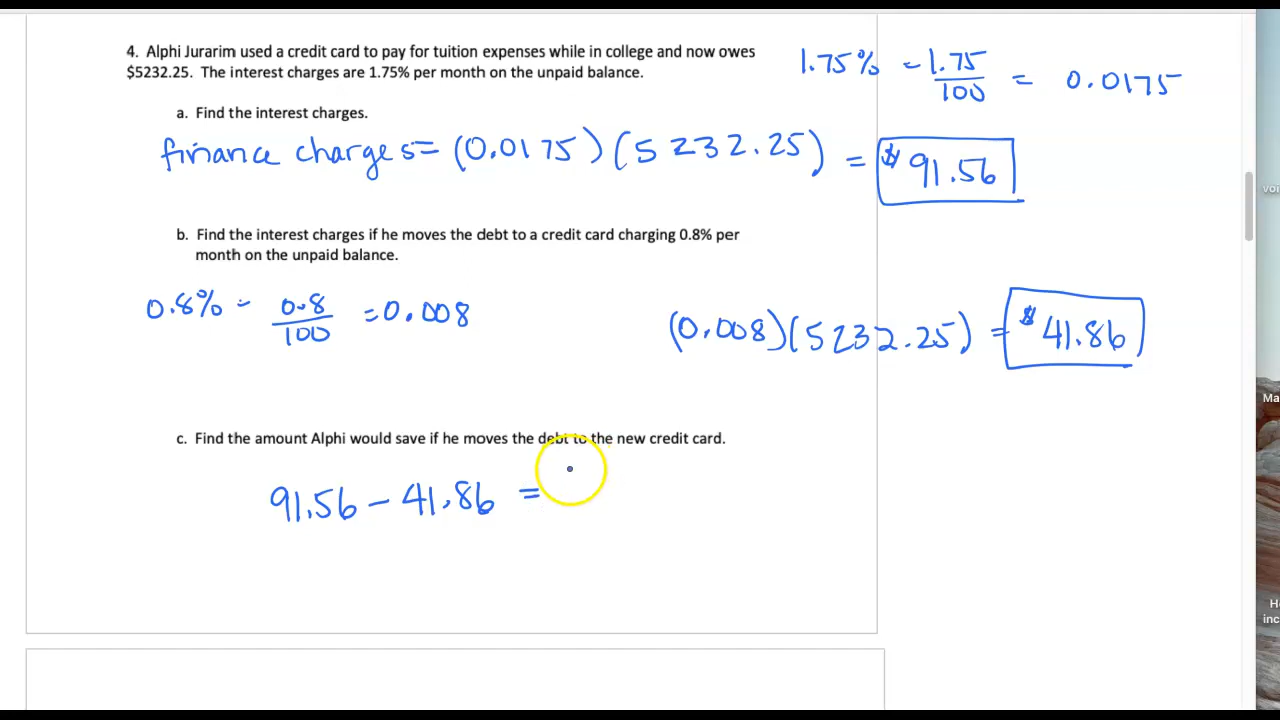 4. Alphi Jurarim used a credit card to pay for tuition expenses while in college and now owes
$5232.25. The interest charges are 1.75% per month on the unpaid balance.
1.75% = 1.75/100 = 0.0175
a. Find the interest charges.
finance charges= (0.0175)(5232.25) = $91.56
voi
b. Find the interest charges if he moves the debt to a credit card charging 0.8% per
month on the unpaid balance.
0.8% = 0.8/100 = 0.008
(0.008)(5232.25) = $41.86
Ma
c. Find the amount Alphi would save if he moves the debt to the new credit card.
91.56 - 41.86 =
He
inc